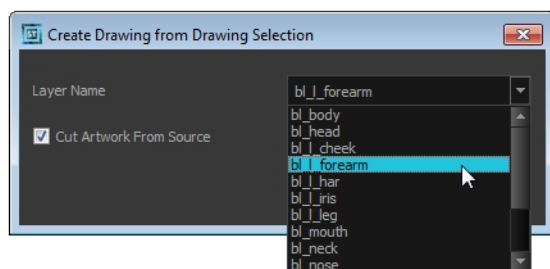 Create Drawing from Drawing Selection
Layer Name
bl_l_forearm
Cut Artwork From Source
bl_body
bl_head
bl_l_cheek
bl_l_forearm
bl_l_har
bl_l_iris
bl_l_leg
bl_mouth
bl_neck
bl_nose